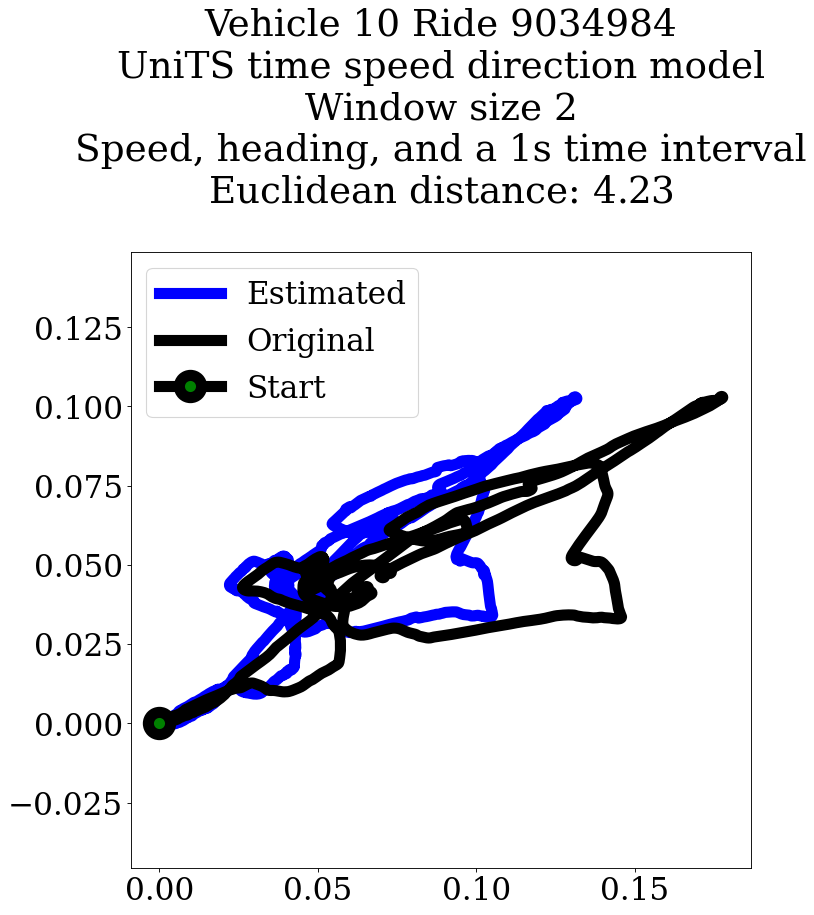 Vehicle 10 Ride 9034984
UniTS time speed direction model
Window size 2
Speed, heading, and a 1s time interval
Euclidean distance: 4.23
Estimated
Original
Start
0.125
0.100
0.075
0.050
0.025
0.000
−0.025
0.00 0.05 0.10 0.15